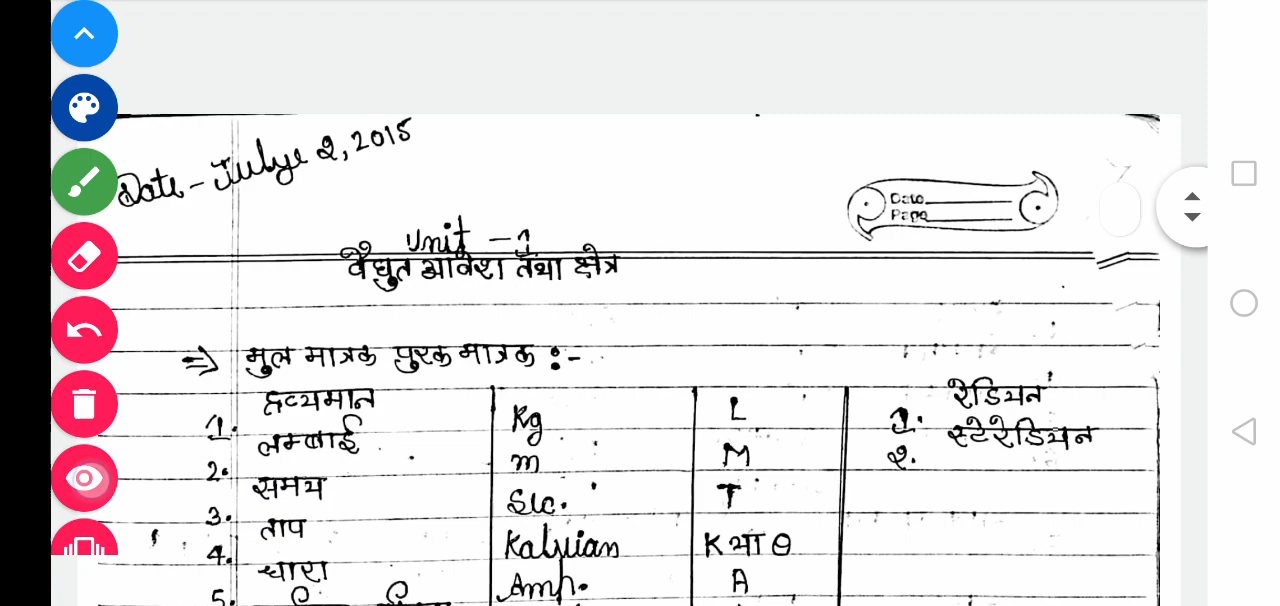 Date - Julye 2, 2015
Date
Page
Unit - 1
वैधुत आवेश तथा क्षेत्र
=> मुल मात्रक पुरक मात्रक :-
1. द्रव्यमान Kg L 1. रेडियन
2. लम्बाई m M 2. स्टेरेडियन
3. समय Sec. T
4. ताप Kalvian K या θ
5. धारा Amp. A